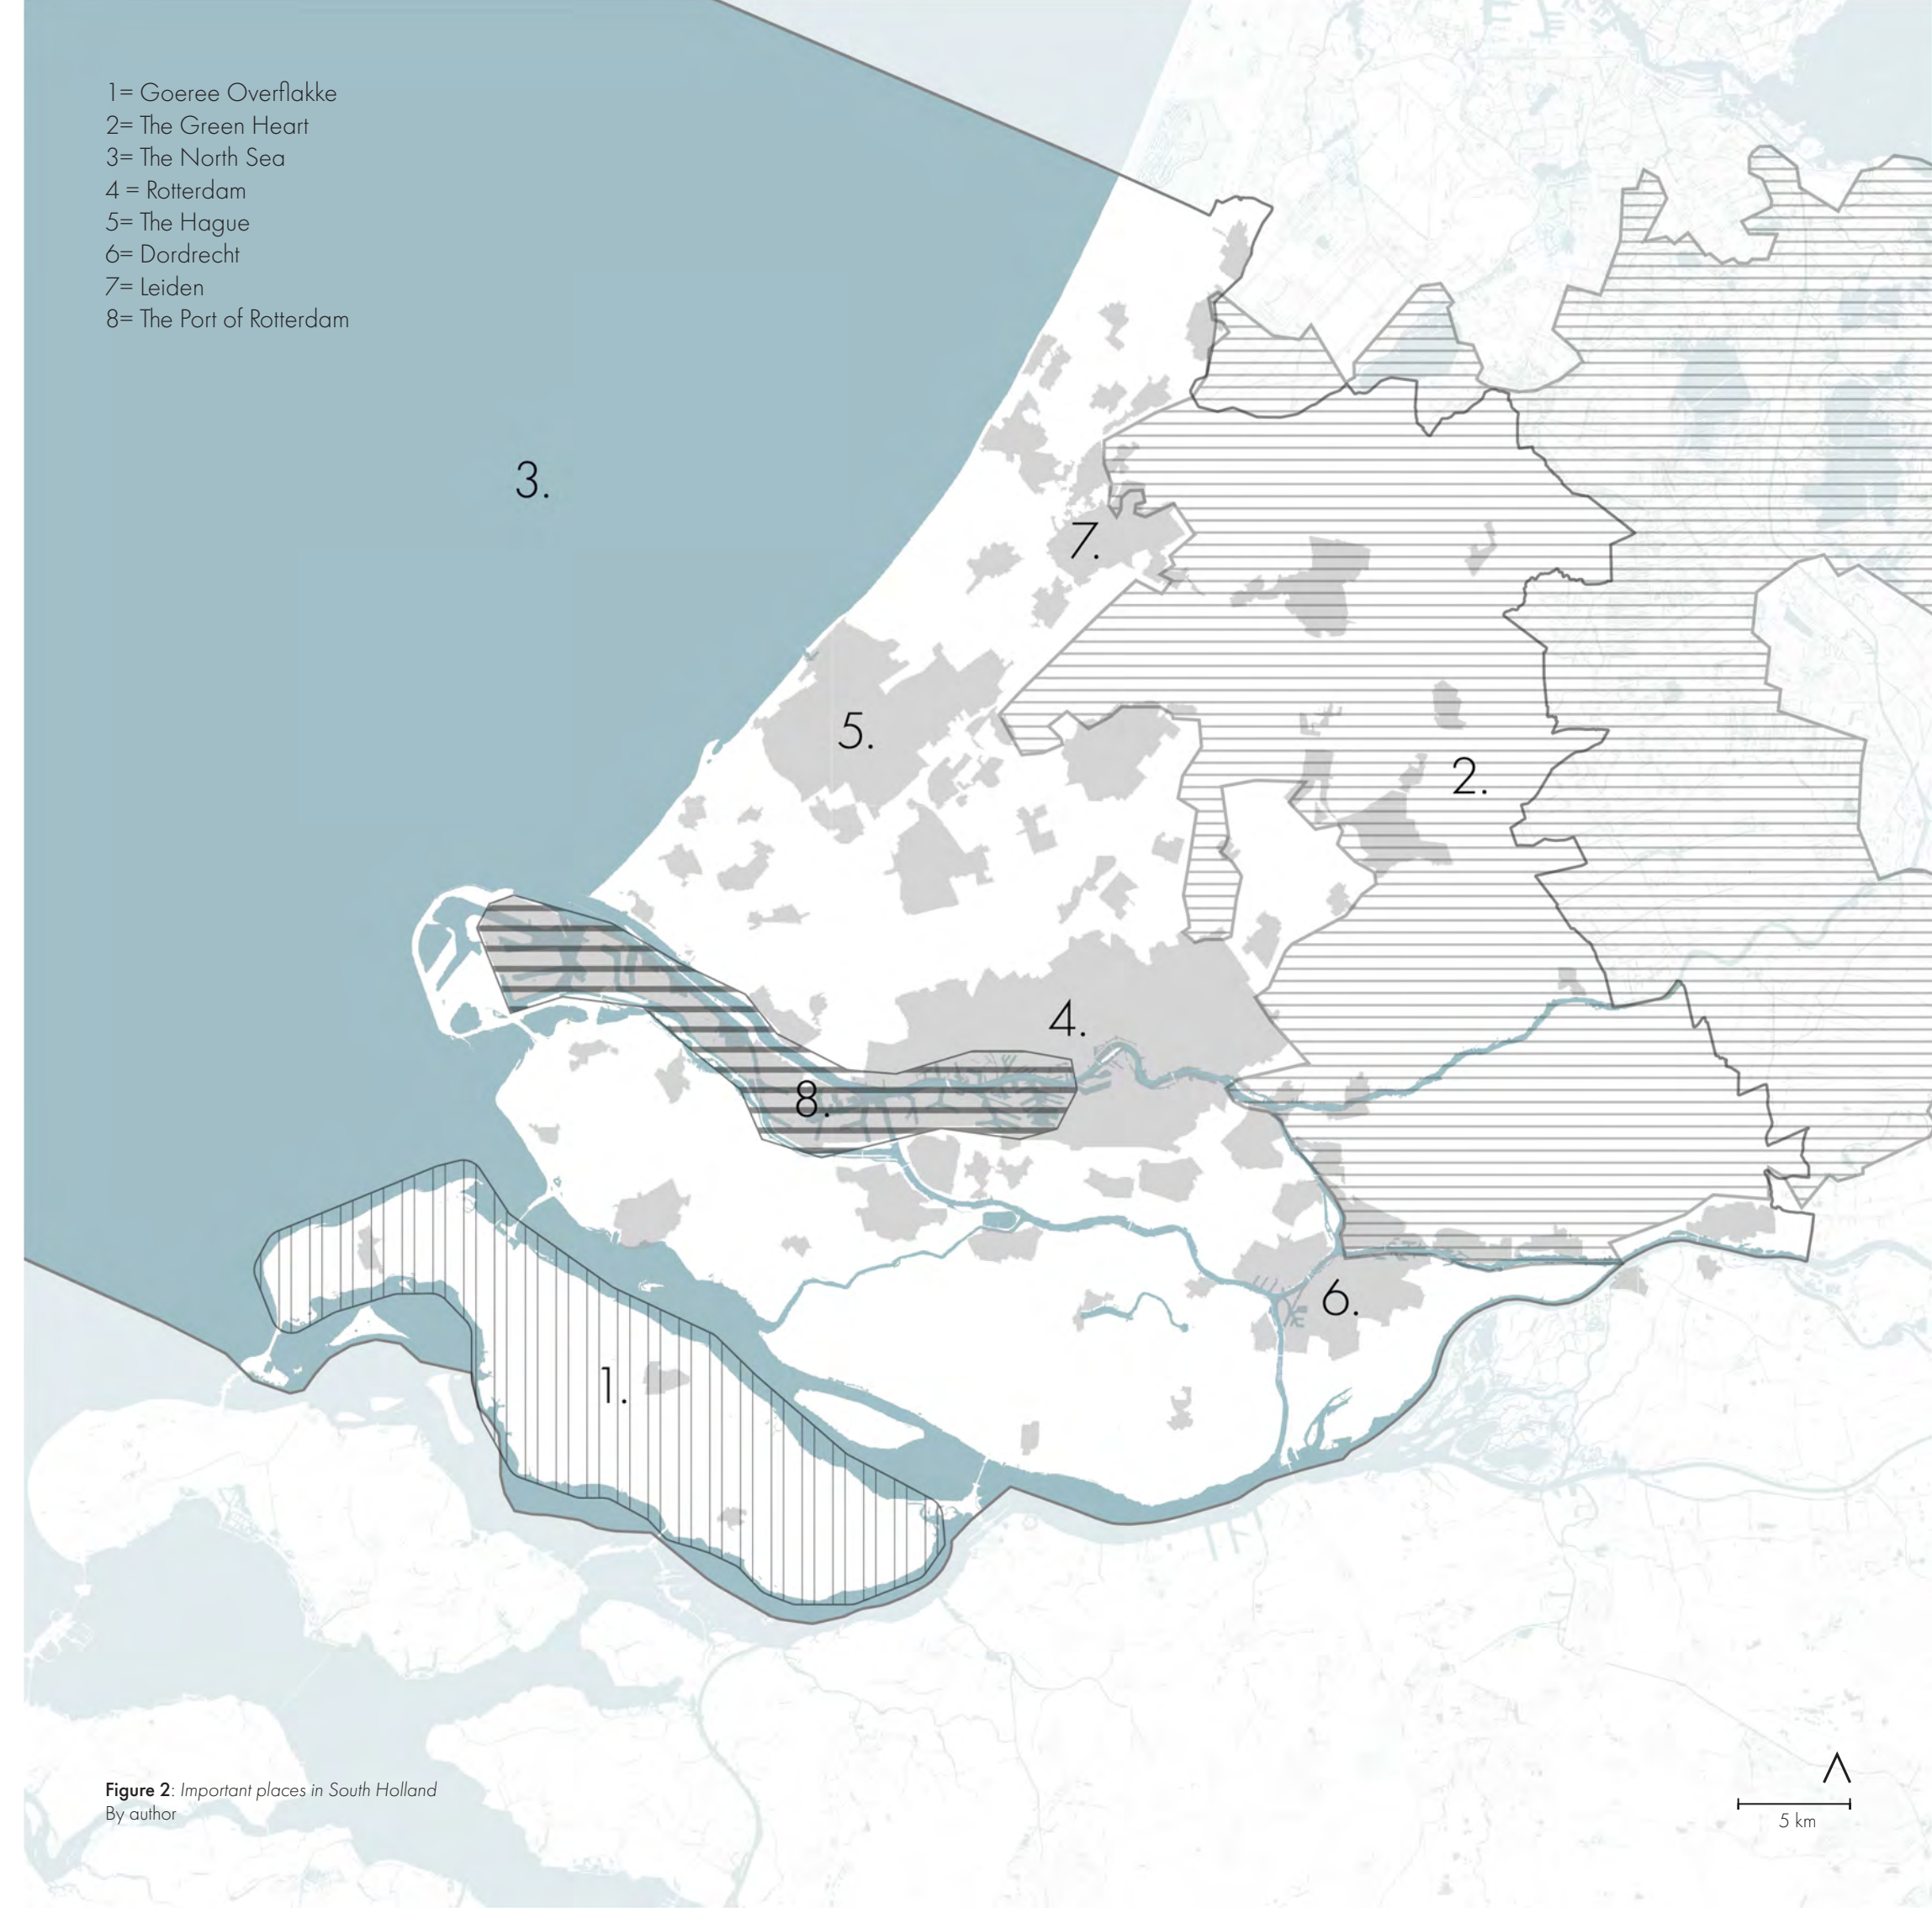 1= Goeree Overflakke
2= The Green Heart
3= The North Sea
4 = Rotterdam
5= The Hague
6= Dordrecht
7= Leiden
8= The Port of Rotterdam
3.
7.
5.
2.
4.
8.
6.
1.
Figure 2: Important places in South Holland
By author
5 km